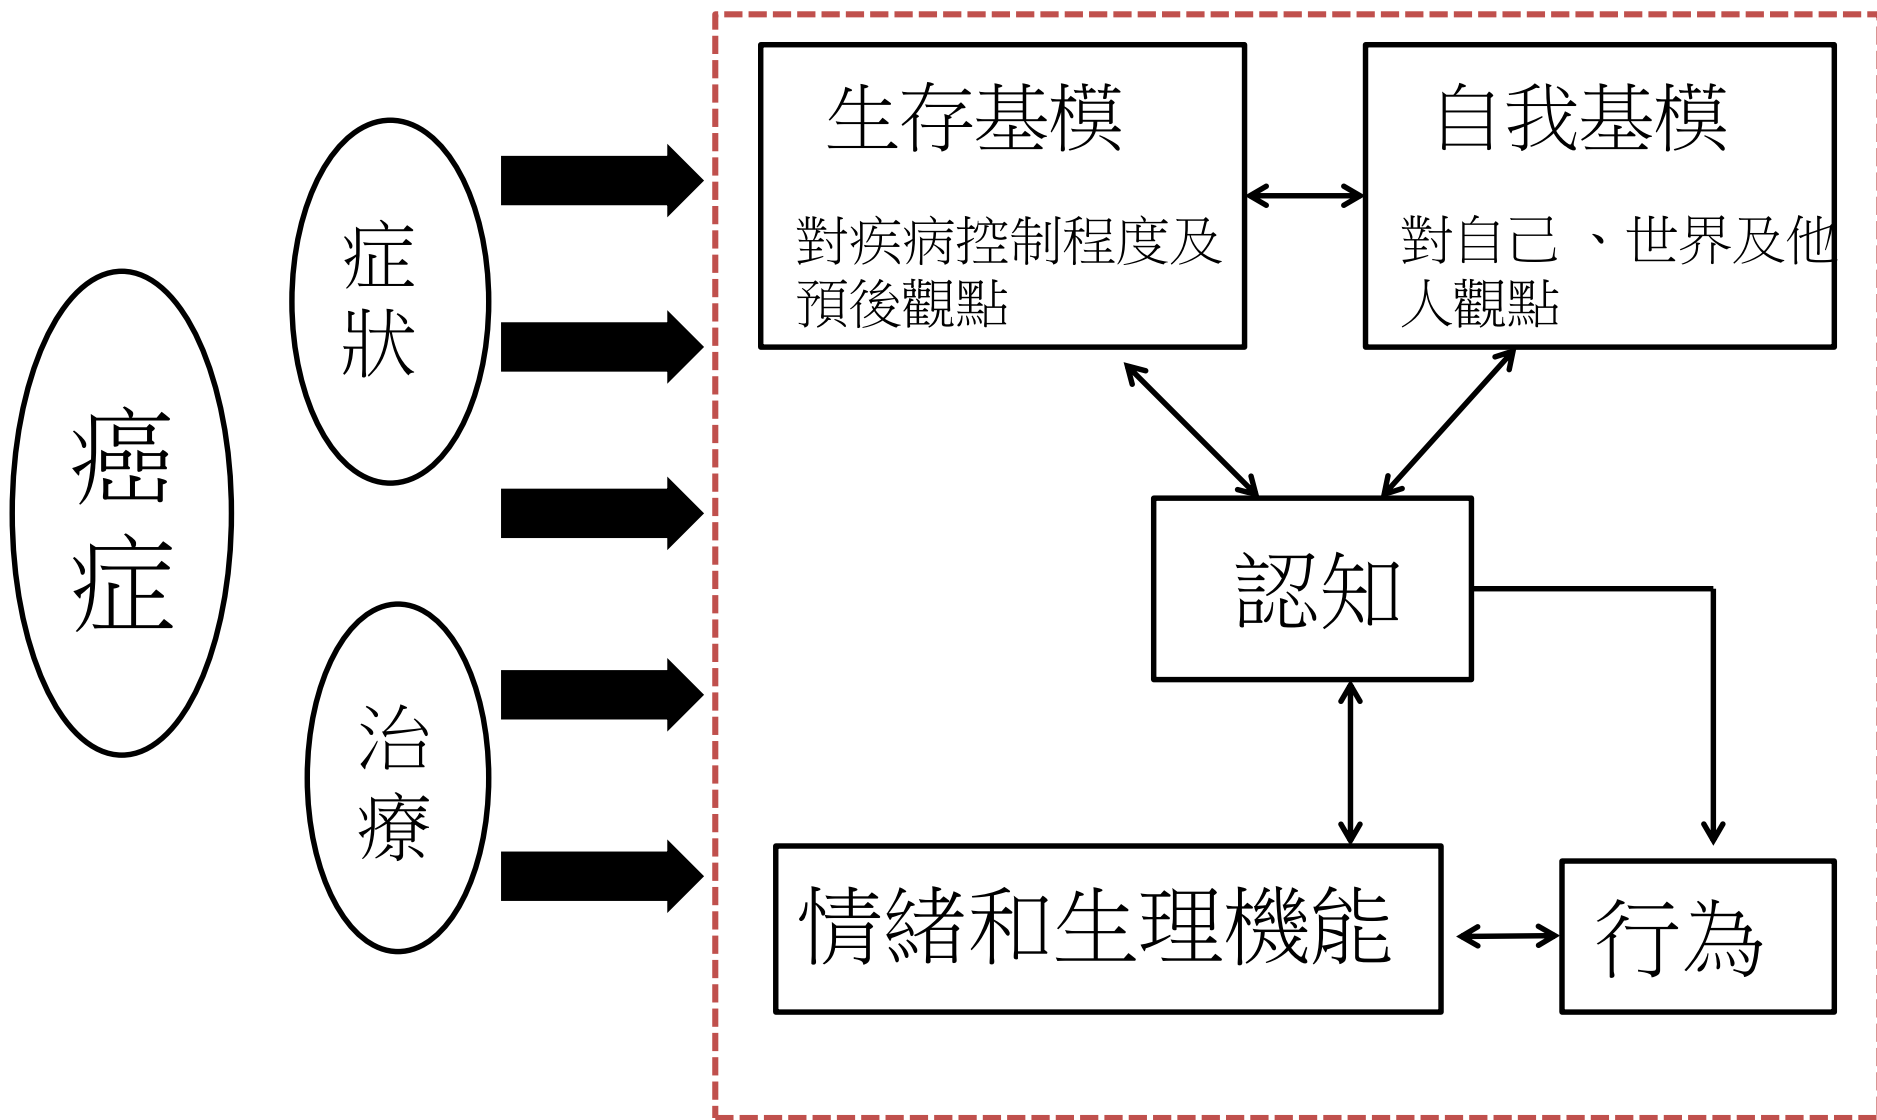 癌症
症狀
治療
生存基模
對疾病控制程度及
預後觀點
自我基模
對自己、世界及他
人觀點
認知
情緒和生理機能
行為